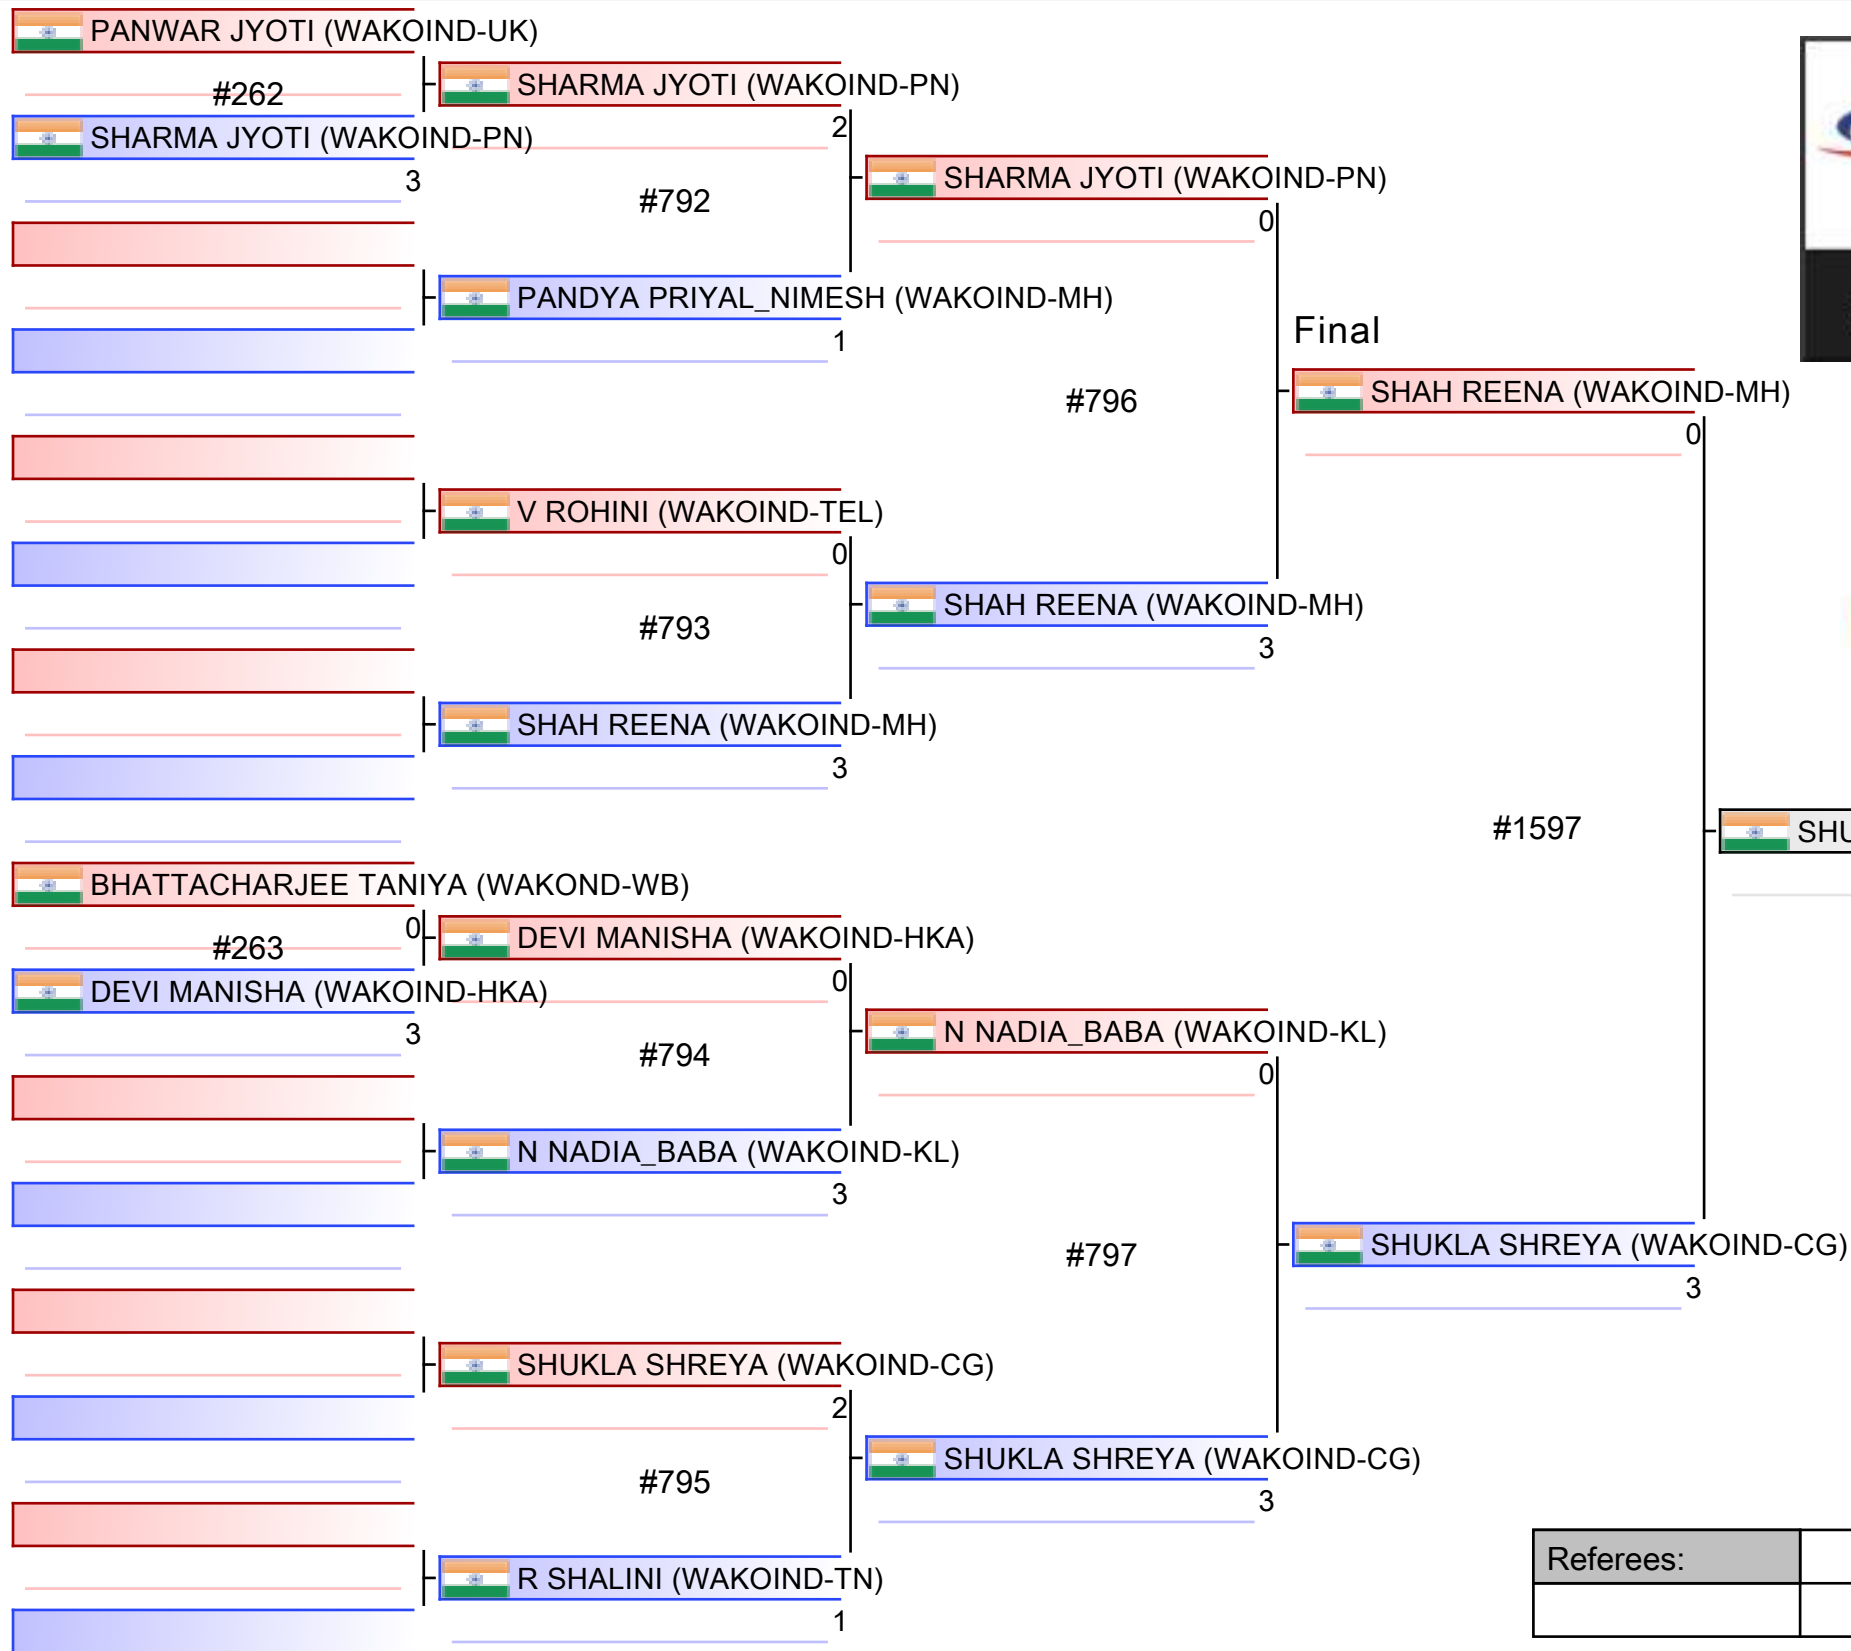 PANWAR JYOTI (WAKOIND-UK)
#262
SHARMA JYOTI (WAKOIND-PN)
3
SHARMA JYOTI (WAKOIND-PN)
2
#792
PANDYA PRIYAL_NIMESH (WAKOIND-MH)
1
SHARMA JYOTI (WAKOIND-PN)
0
#796
V ROHINI (WAKOIND-TEL)
0
#793
SHAH REENA (WAKOIND-MH)
3
SHAH REENA (WAKOIND-MH)
3
Final
SHAH REENA (WAKOIND-MH)
0
#1597
SHU
BHATTACHARJEE TANIYA (WAKOND-WB)
0
#263
DEVI MANISHA (WAKOIND-HKA)
3
DEVI MANISHA (WAKOIND-HKA)
0
#794
N NADIA_BABA (WAKOIND-KL)
3
N NADIA_BABA (WAKOIND-KL)
0
#797
SHUKLA SHREYA (WAKOIND-CG)
3
SHUKLA SHREYA (WAKOIND-CG)
2
#795
R SHALINI (WAKOIND-TN)
1
SHUKLA SHREYA (WAKOIND-CG)
3
Referees: